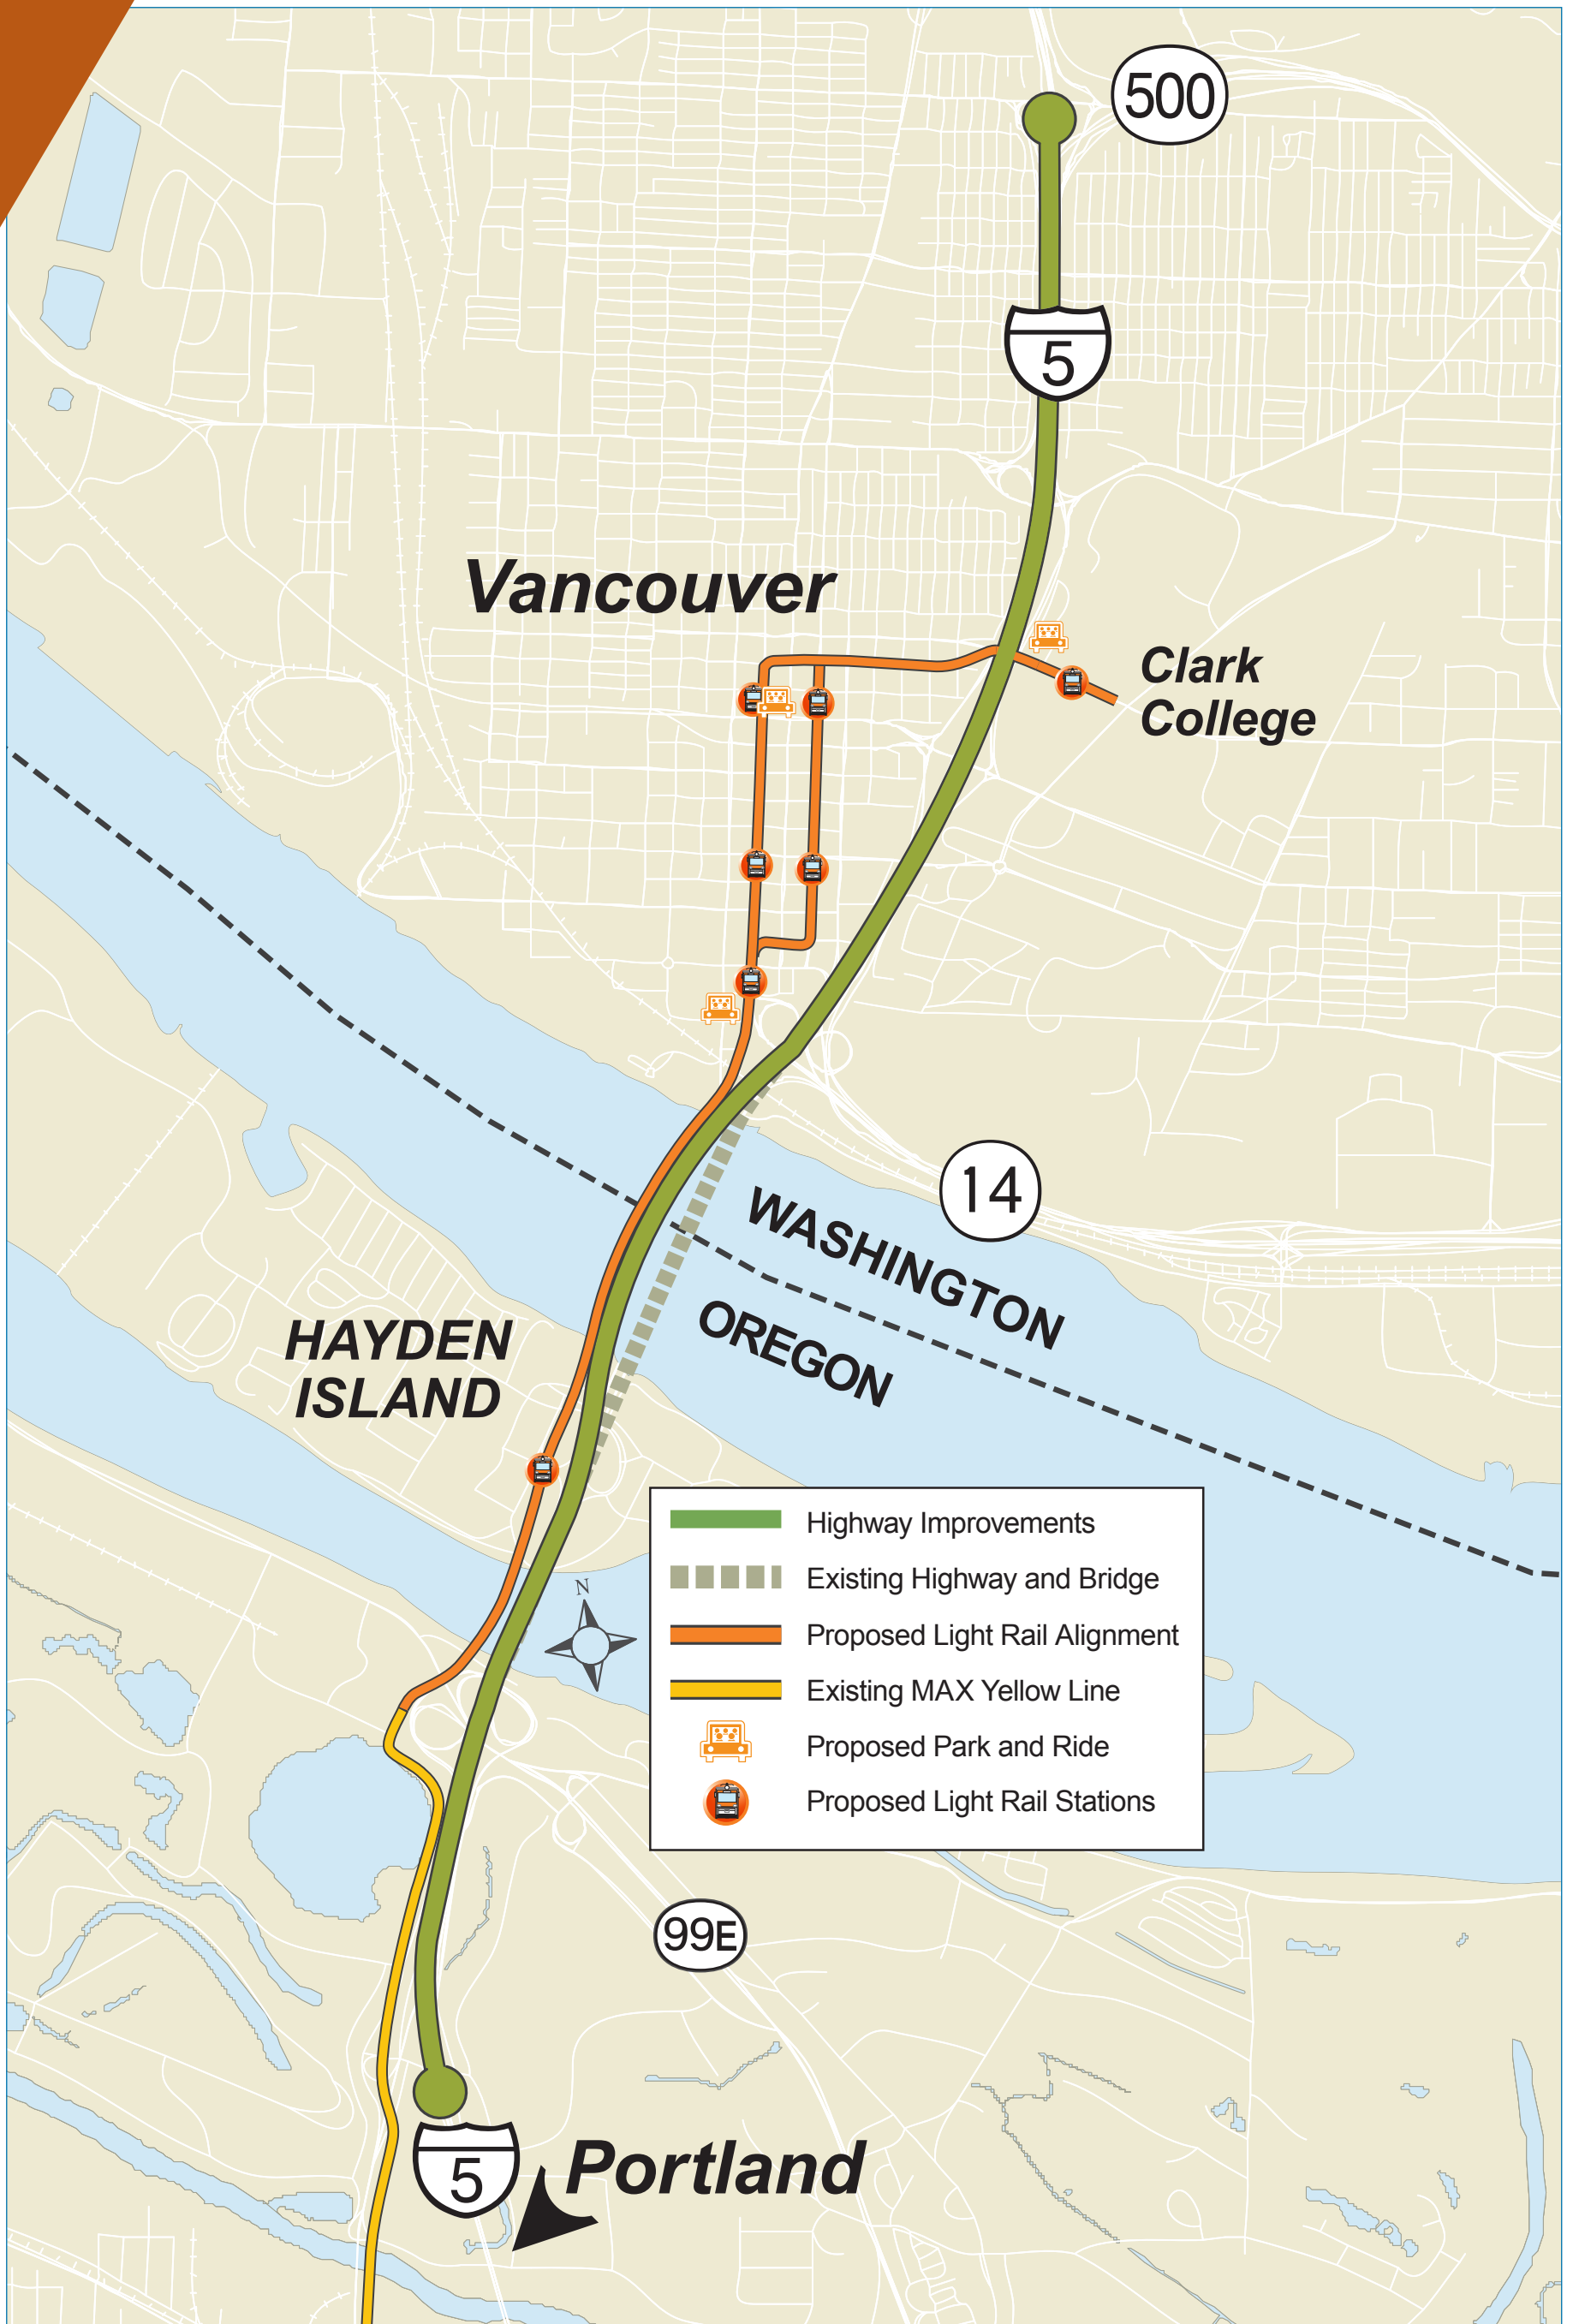 500
5
Vancouver
Clark
College
14
WASHINGTON
OREGON
HAYDEN
ISLAND
Highway Improvements
Existing Highway and Bridge
Proposed Light Rail Alignment
Existing MAX Yellow Line
Proposed Park and Ride
Proposed Light Rail Stations
N
99E
5
Portland